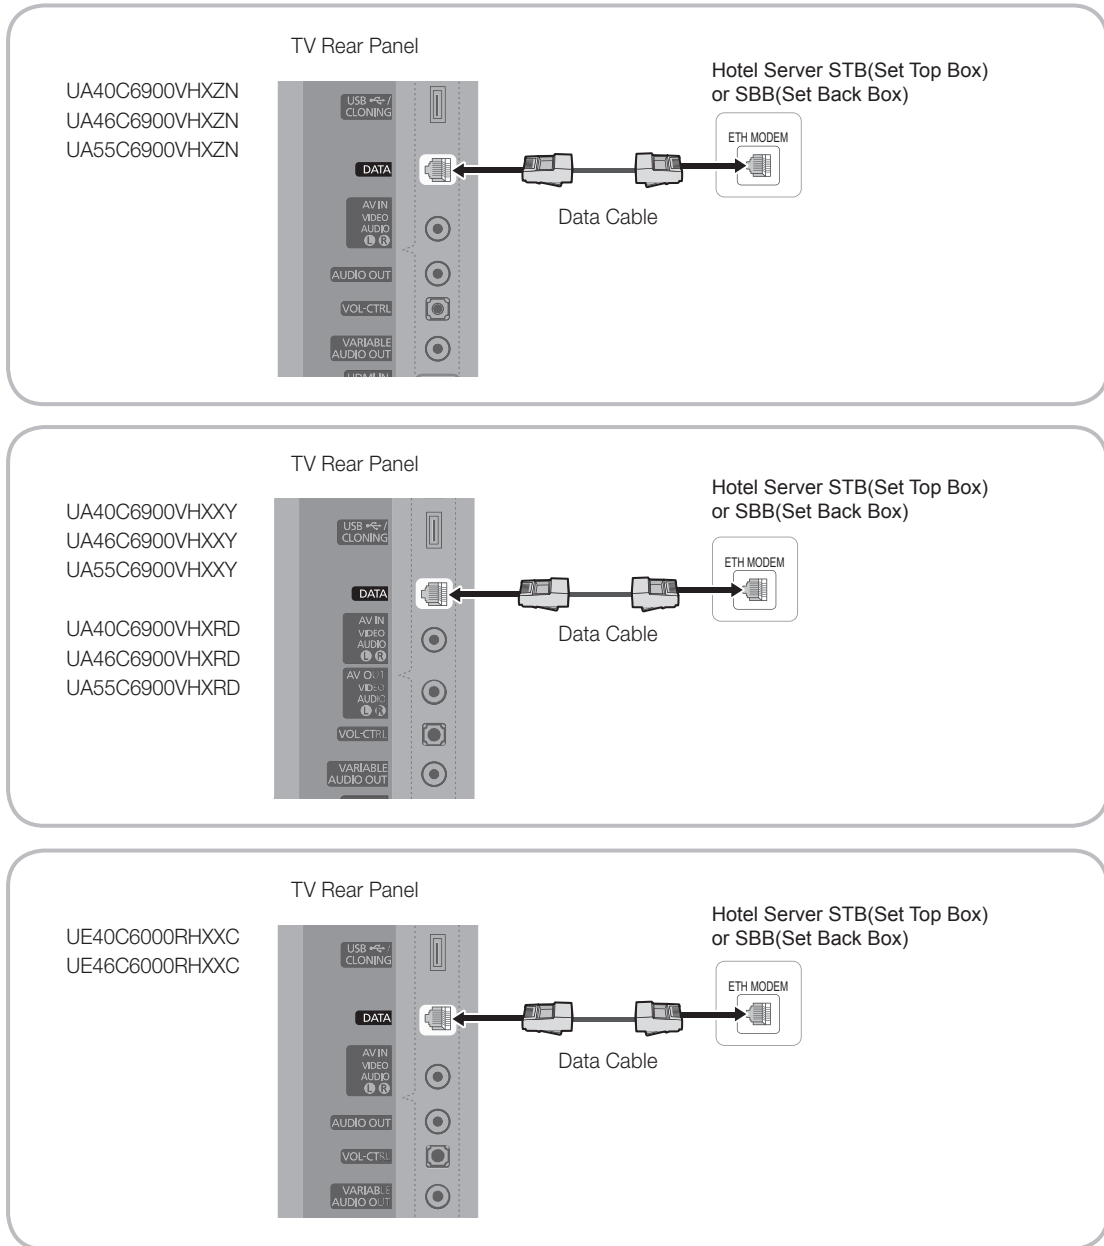 TV Rear Panel
UA40C6900VHXZN
UA46C6900VHXZN
UA55C6900VHXZN
USB /
CLONING
DATA
AV IN
VIDEO
AUDIO
L R
AUDIO OUT
VOL-CTRL
VARIABLE
AUDIO OUT
Hotel Server STB(Set Top Box)
or SBB(Set Back Box)
ETH MODEM
Data Cable
TV Rear Panel
UA40C6900VHXXY
UA46C6900VHXXY
UA55C6900VHXXY
UA40C6900VHXRD
UA46C6900VHXRD
UA55C6900VHXRD
USB /
CLONING
DATA
AV IN
VIDEO
AUDIO
L R
AV OUT
VIDEO
AUDIO
L R
VOL-CTRL
VARIABLE
AUDIO OUT
Hotel Server STB(Set Top Box)
or SBB(Set Back Box)
ETH MODEM
Data Cable
TV Rear Panel
UE40C6000RHXXC
UE46C6000RHXXC
USB /
CLONING
DATA
AV IN
VIDEO
AUDIO
L R
AUDIO OUT
VOL-CTRL
VARIABLE
AUDIO OUT
Hotel Server STB(Set Top Box)
or SBB(Set Back Box)
ETH MODEM
Data Cable